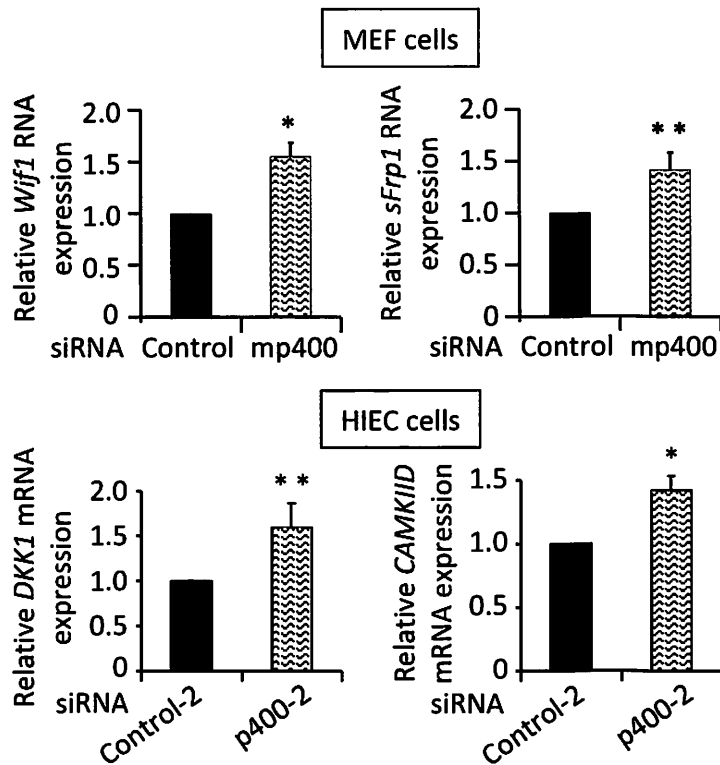 MEF cells
Relative Wif1 RNA
expression
2.0
1.5
1.0
0.5
0
*
siRNA Control mp400
Relative sFrp1 RNA
expression
2.0
1.5
1.0
0.5
0
**
siRNA Control mp400
HIEC cells
Relative DKK1 mRNA
expression
2.0
1.5
1.0
0.5
0
**
siRNA Control-2 p400-2
Relative CAMKIID
mRNA expression
1.5
1.0
0.5
0
*
siRNA Control-2 p400-2